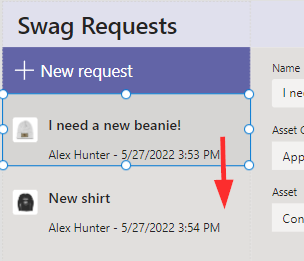 Swag Requests
+ New request
Name
I need a new beanie!
I nee
Alex Hunter - 5/27/2022 3:53 PM
Asset C
App
New shirt
Asset
Alex Hunter - 5/27/2022 3:54 PM
Con